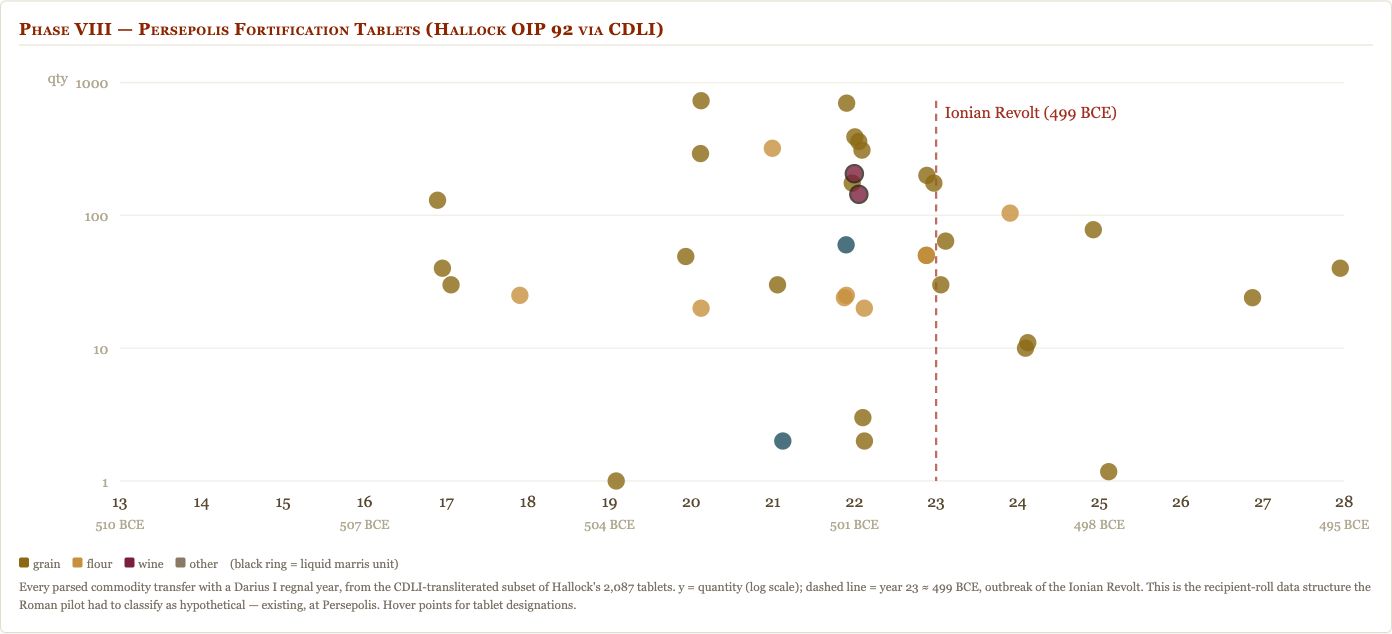 Phase VIII — Persepolis Fortification Tablets (Hallock OIP 92 via CDLI)
qty
1000
Ionian Revolt (499 BCE)
100
10
1
13 14 15 16 17 18 19 20 21 22 23 24 25 26 27 28
510 BCE 507 BCE 504 BCE 501 BCE 498 BCE 495 BCE
grain flour wine other (black ring = liquid marris unit)
Every parsed commodity transfer with a Darius I regnal year, from the CDLI-transliterated subset of Hallock's 2,087 tablets. y = quantity (log scale); dashed line = year 23 ≈ 499 BCE, outbreak of the Ionian Revolt. This is the recipient-roll data structure the
Roman pilot had to classify as hypothetical — existing, at Persepolis. Hover points for tablet designations.